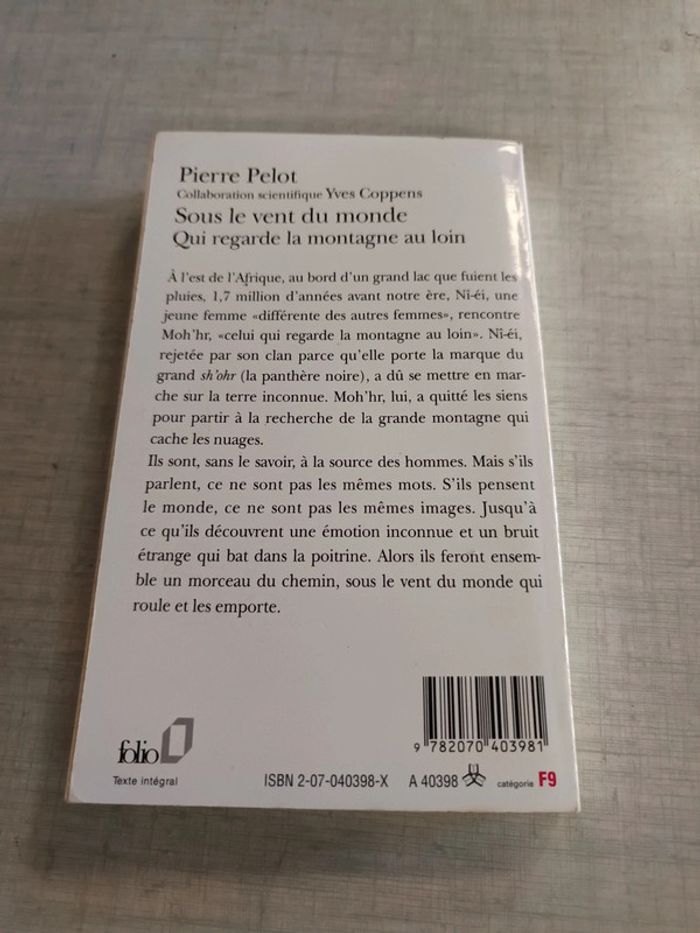 Pierre Pelot
Collaboration scientifique Yves Coppens
Sous le vent du monde
Qui regarde la montagne au loin
À l'est de l'Afrique, au bord d'un grand lac que fuient les
pluies, 1,7 million d'années avant notre ère, Nî-éi, une
jeune femme «différente des autres femmes», rencontre
Moh'hr, «celui qui regarde la montagne au loin». Nî-éi,
rejetée par son clan parce qu'elle porte la marque du
grand sh'ohr (la panthère noire), a dû se mettre en mar-
che sur la terre inconnue. Moh'hr, lui, a quitté les siens
pour partir à la recherche de la grande montagne qui
cache les nuages.
Ils sont, sans le savoir, à la source des hommes. Mais s'ils
parlent, ce ne sont pas les mêmes mots. S'ils pensent
le monde, ce ne sont pas les mêmes images. Jusqu'à
ce qu'ils découvrent une émotion inconnue et un bruit
étrange qui bat dans la poitrine. Alors ils feront ensem-
ble un morceau du chemin, sous le vent du monde qui
roule et les emporte.
9 782070 403981
folio
Texte intégral
ISBN 2-07-040398-X A 40398 catégorie F9